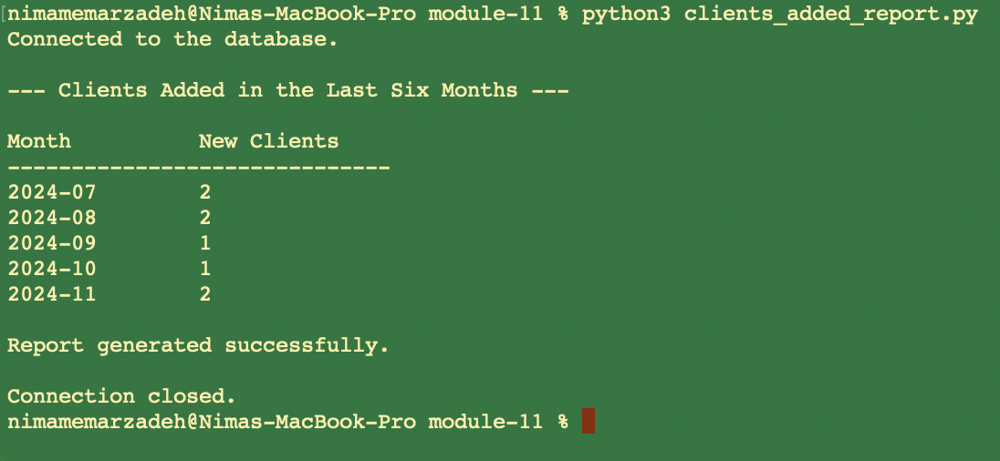 [nimamemarzadeh@Nimas-MacBook-Pro module-11 % python3 clients_added_report.py
Connected to the database.
--- Clients Added in the Last Six Months ---
Month          New Clients
------------------------------
2024-07        2
2024-08        2
2024-09        1
2024-10        1
2024-11        2
Report generated successfully.
Connection closed.
nimamemarzadeh@Nimas-MacBook-Pro module-11 %